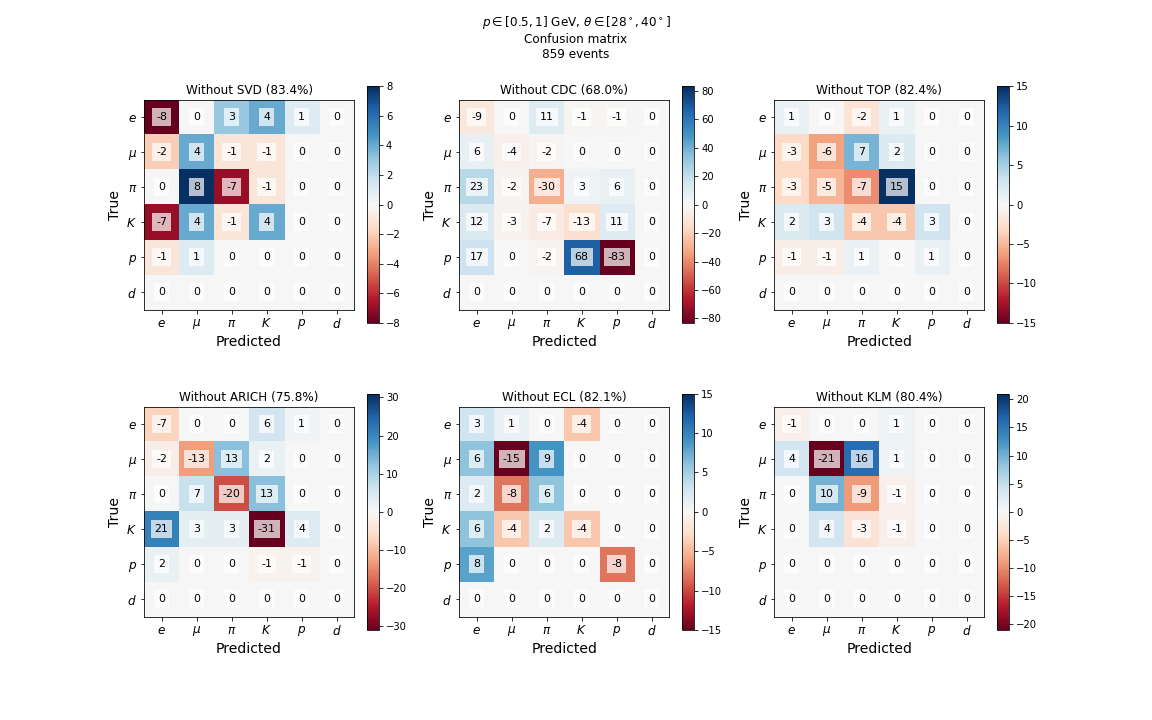 p ∈ [0.5, 1] GeV, θ ∈ [28°, 40°]
Confusion matrix
859 events
Without SVD (83.4%)
e -8 0 3 4 1 0
μ -2 4 -1 -1 0 0
π 0 8 -7 -1 0 0
K -7 4 -1 4 0 0
p -1 1 0 0 0 0
d 0 0 0 0 0 0
e μ π K p d
True
Predicted
8
6
4
2
0
−2
−4
−6
−8
Without CDC (68.0%)
e -9 0 11 -1 -1 0
μ 6 -4 -2 0 0 0
π 23 -2 -30 3 6 0
K 12 -3 -7 -13 11 0
p 17 0 -2 68 -83 0
d 0 0 0 0 0 0
e μ π K p d
True
Predicted
80
60
40
20
0
−20
−40
−60
−80
Without TOP (82.4%)
e 1 0 -2 1 0 0
μ -3 -6 7 2 0 0
π -3 -5 -7 15 0 0
K 2 3 -4 -4 3 0
p -1 -1 1 0 1 0
d 0 0 0 0 0 0
e μ π K p d
True
Predicted
15
10
5
0
−5
−10
−15
Without ARICH (75.8%)
e -7 0 0 6 1 0
μ -2 -13 13 2 0 0
π 0 7 -20 13 0 0
K 21 3 3 -31 4 0
p 2 0 0 -1 -1 0
d 0 0 0 0 0 0
e μ π K p d
True
Predicted
30
20
10
0
−10
−20
−30
Without ECL (82.1%)
e 3 1 0 -4 0 0
μ 6 -15 9 0 0 0
π 2 -8 6 0 0 0
K 6 -4 2 -4 0 0
p 8 0 0 0 -8 0
d 0 0 0 0 0 0
e μ π K p d
True
Predicted
15
10
5
0
−5
−10
−15
Without KLM (80.4%)
e -1 0 0 1 0 0
μ 4 -21 16 1 0 0
π 0 10 -9 -1 0 0
K 0 4 -3 -1 0 0
p 0 0 0 0 0 0
d 0 0 0 0 0 0
e μ π K p d
True
Predicted
20
15
10
5
0
−5
−10
−15
−20